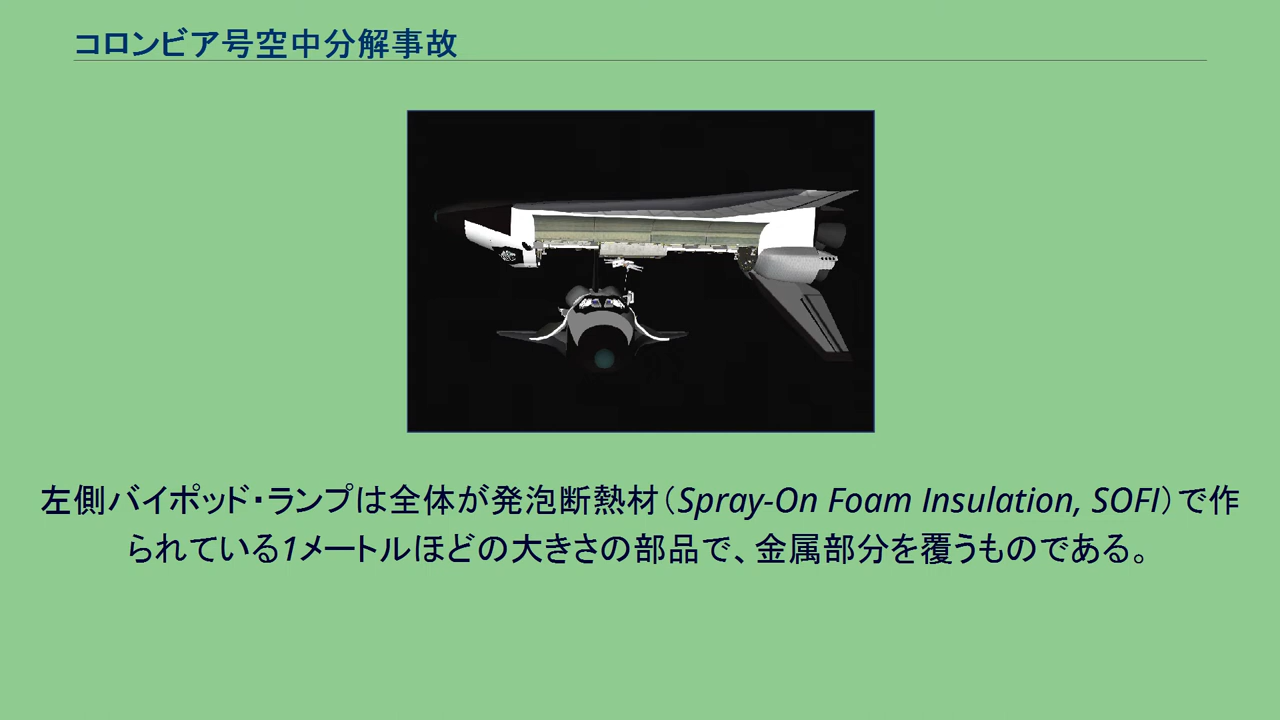 コロンビア号空中分解事故
左側バイポッド・ランプは全体が発泡断熱材（Spray-On Foam Insulation, SOFI）で作
られている1メートルほどの大きさの部品で、金属部分を覆うものである。